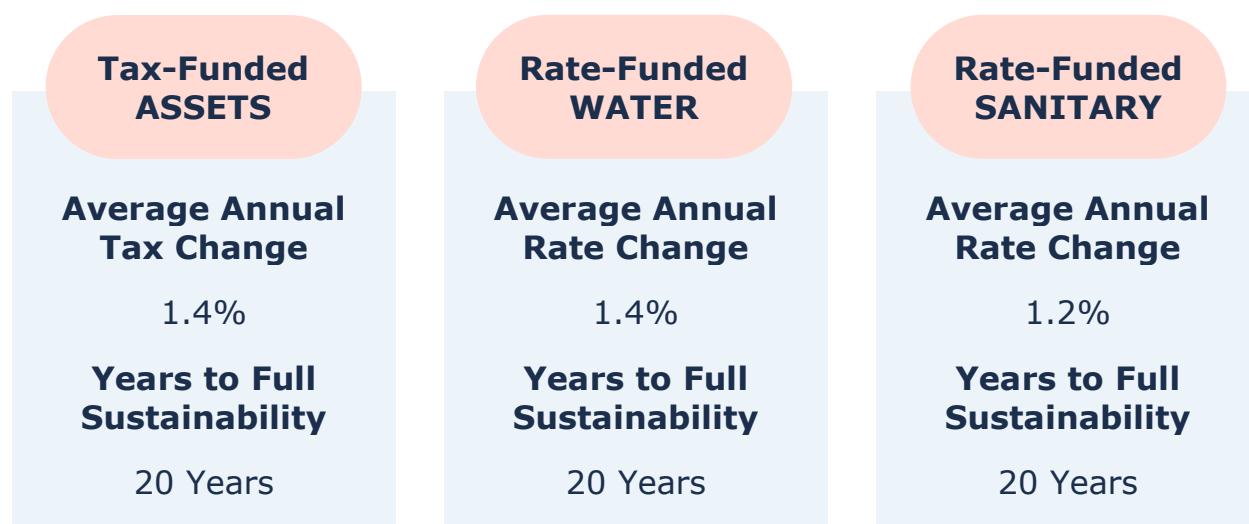 Tax-Funded
ASSETS
Average Annual
Tax Change
1.4%
Years to Full
Sustainability
20 Years
Rate-Funded
WATER
Average Annual
Rate Change
1.4%
Years to Full
Sustainability
20 Years
Rate-Funded
SANITARY
Average Annual
Rate Change
1.2%
Years to Full
Sustainability
20 Years